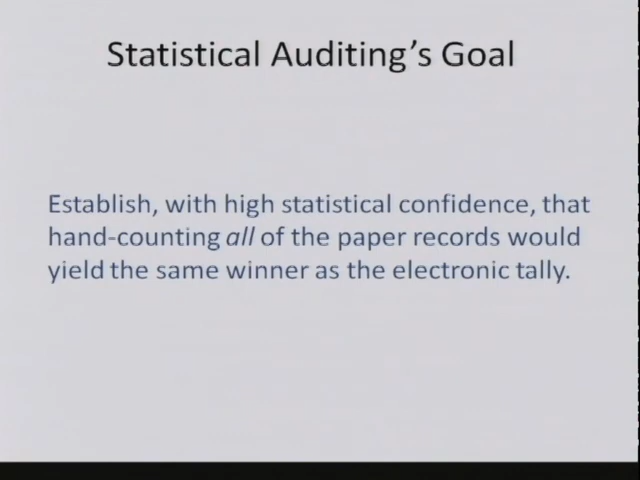 Statistical Auditing's Goal
Establish, with high statistical confidence, that
hand-counting all of the paper records would
yield the same winner as the electronic tally.